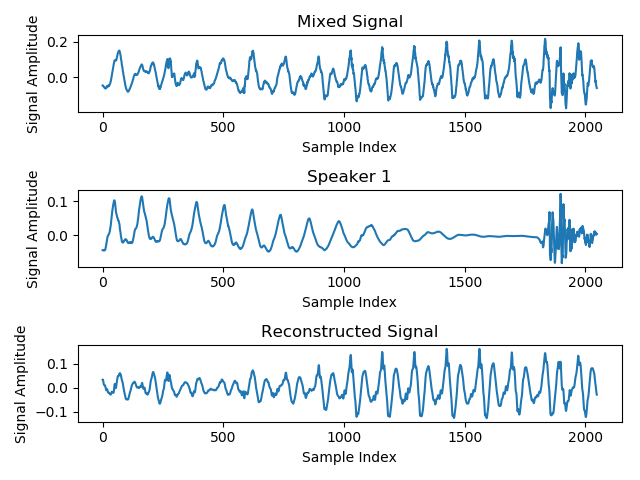 Mixed Signal
Signal Amplitude
0.2
0.0
0 500 1000 1500 2000
Sample Index
Speaker 1
Signal Amplitude
0.1
0.0
0 500 1000 1500 2000
Sample Index
Reconstructed Signal
Signal Amplitude
0.1
0.0
−0.1
0 500 1000 1500 2000
Sample Index